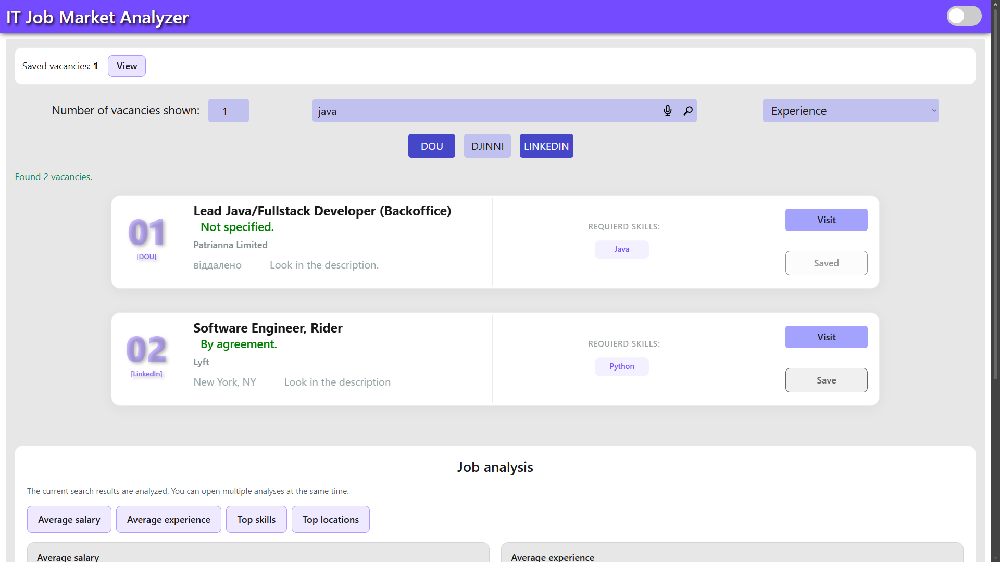 IT Job Market Analyzer
Saved vacancies: 1 View
Number of vacancies shown: 1 java Experience
DOU DJINNI LINKEDIN
Found 2 vacancies.
01
[DOU]
Lead Java/Fullstack Developer (Backoffice)
Not specified.
Patrianna Limited
віддалено Look in the description.
REQUIERD SKILLS:
Java
Visit
Saved
02
[LinkedIn]
Software Engineer, Rider
By agreement.
Lyft
New York, NY Look in the description
REQUIERD SKILLS:
Python
Visit
Save
Job analysis
The current search results are analyzed. You can open multiple analyses at the same time.
Average salary Average experience Top skills Top locations
Average salary Average experience